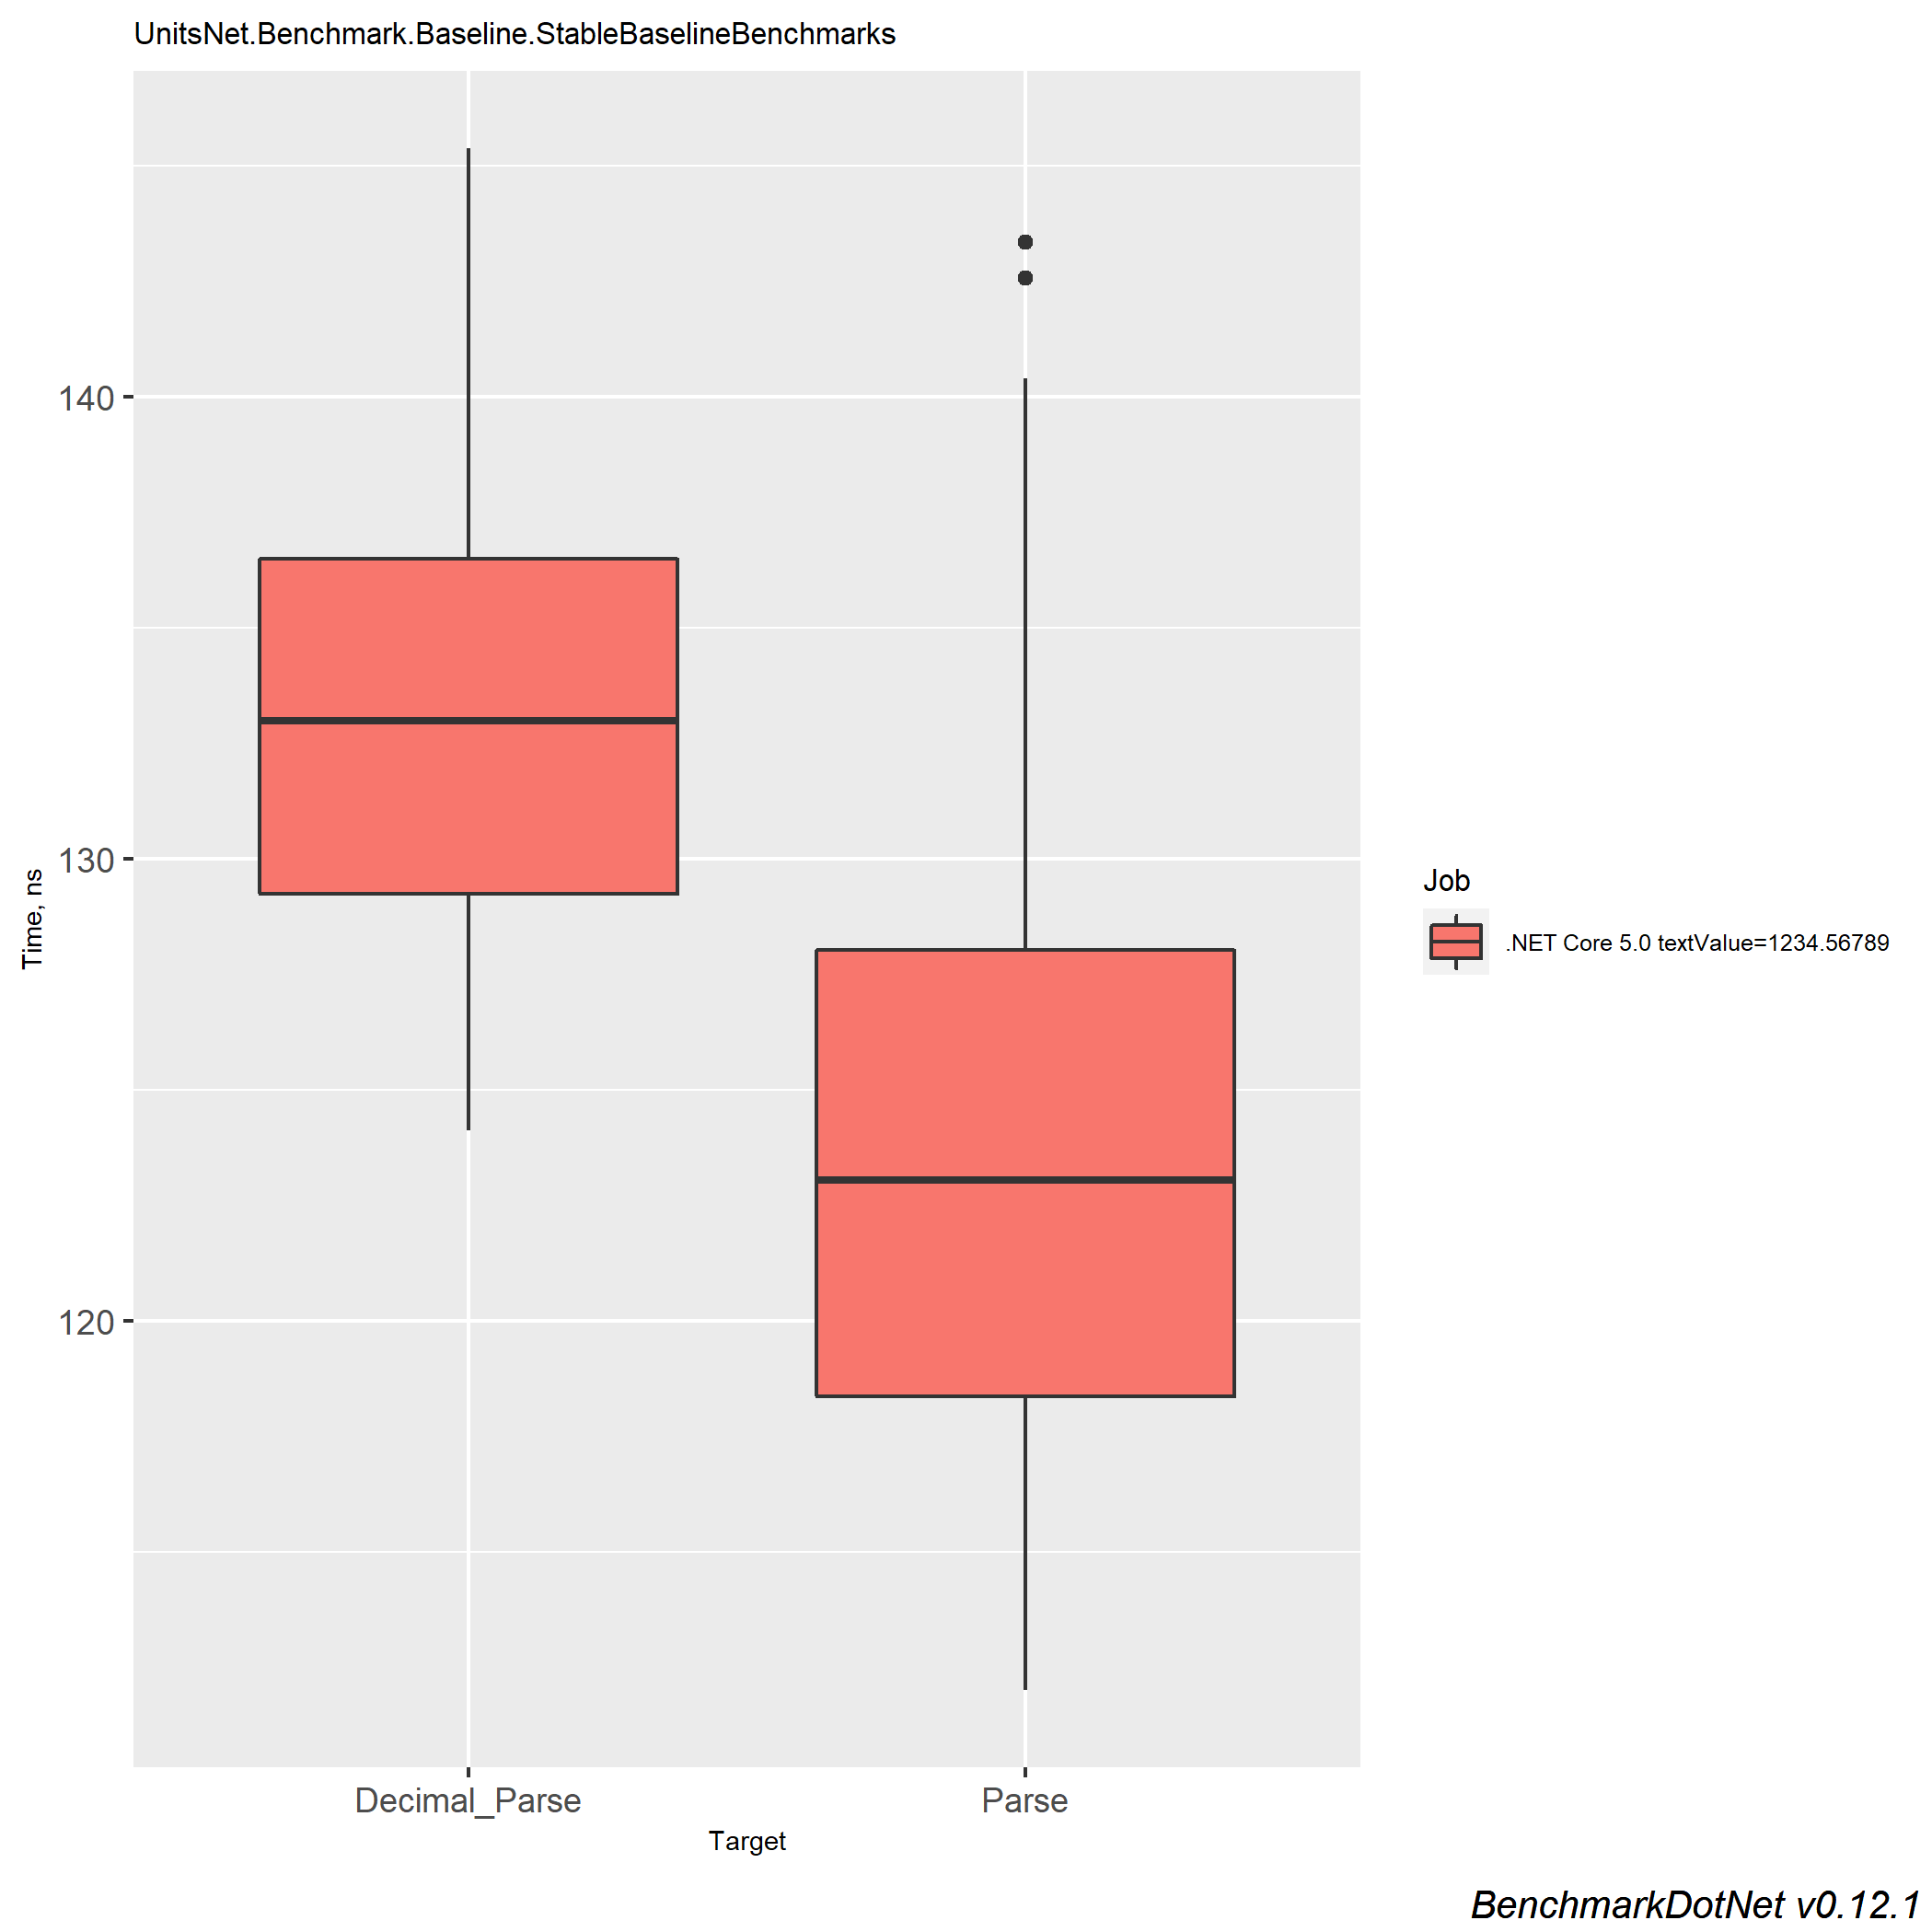 UnitsNet.Benchmark.Baseline.StableBaselineBenchmarks
140
130
120
Time, ns
Decimal_Parse Parse
Target
Job
.NET Core 5.0 textValue=1234.56789
BenchmarkDotNet v0.12.1